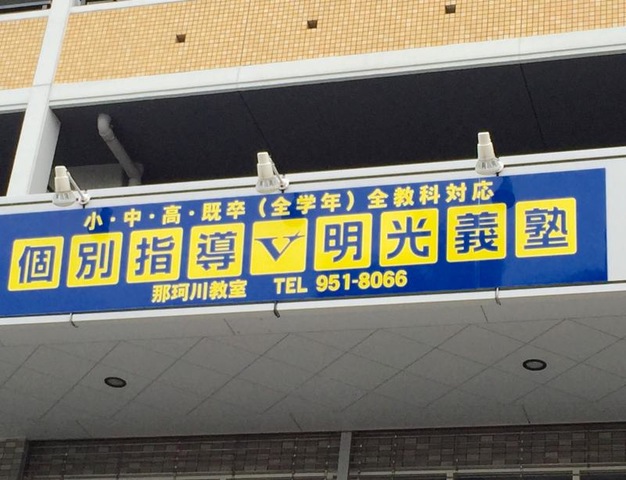 小・中・高・既卒（全学年）全教科対応
個別指導 V 明光義塾
那珂川教室 TEL 951-8066